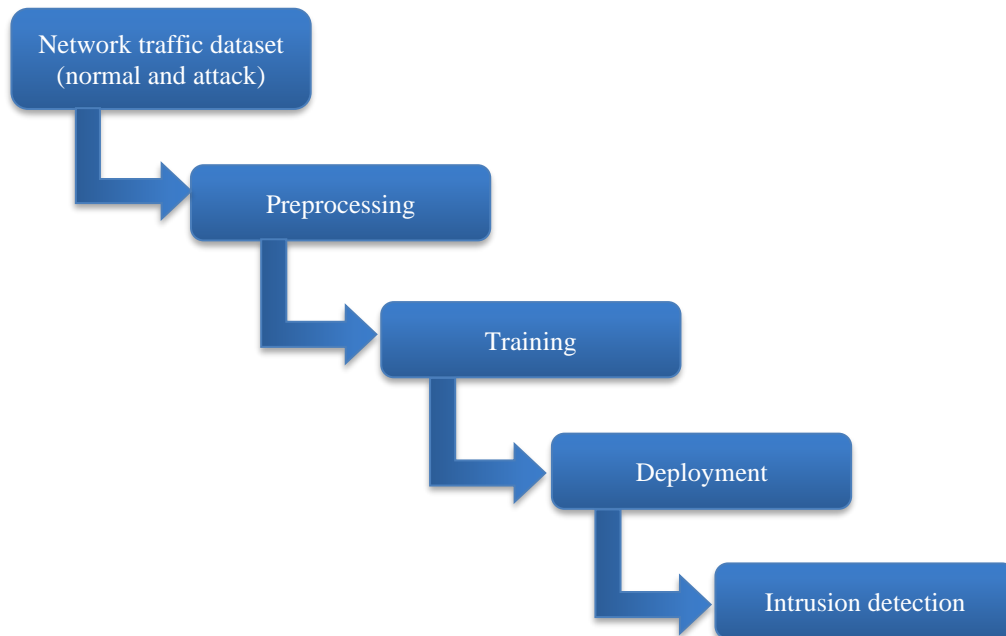 Network traffic dataset
(normal and attack)
Preprocessing
Training
Deployment
Intrusion detection